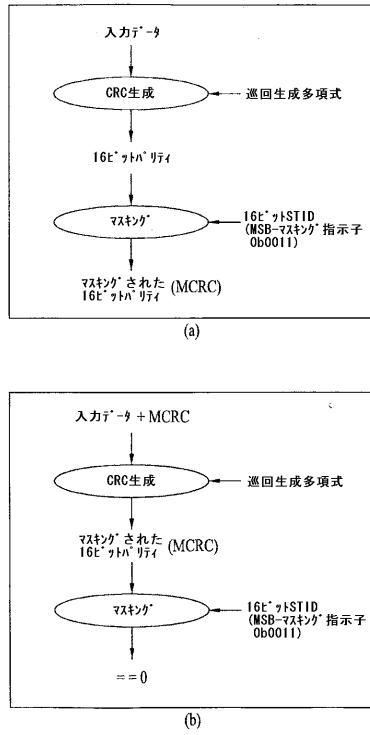 入力ﾃﾞｰﾀ
CRC生成
巡回生成多項式
16ﾋﾞｯﾄﾊﾟﾘﾃｨ
ﾏｽｷﾝｸﾞ
16ﾋﾞｯﾄSTID
(MSB-ﾏｽｷﾝｸﾞ指示子
0b0011)
ﾏｽｷﾝｸﾞされた
16ﾋﾞｯﾄﾊﾟﾘﾃｨ (MCRC)
(a)
入力ﾃﾞｰﾀ + MCRC
CRC生成
巡回生成多項式
ﾏｽｷﾝｸﾞされた
16ﾋﾞｯﾄﾊﾟﾘﾃｨ (MCRC)
ﾏｽｷﾝｸﾞ
16ﾋﾞｯﾄSTID
(MSB-ﾏｽｷﾝｸﾞ指示子
0b0011)
==0
(b)